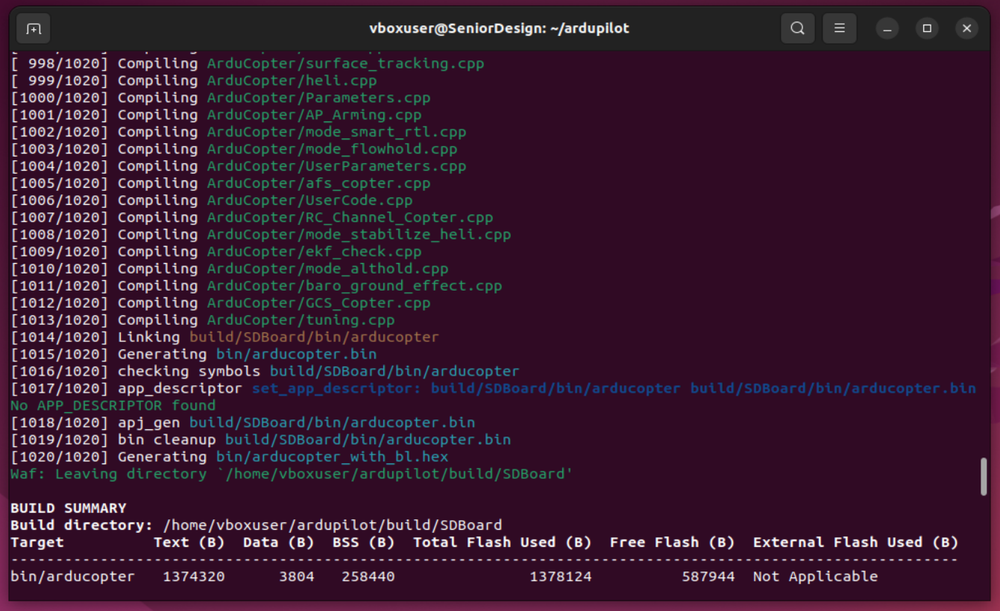 vboxuser@SeniorDesign: ~/ardupilot
[ 998/1020] Compiling ArduCopter/surface_tracking.cpp
[ 999/1020] Compiling ArduCopter/heli.cpp
[1000/1020] Compiling ArduCopter/Parameters.cpp
[1001/1020] Compiling ArduCopter/AP_Arming.cpp
[1002/1020] Compiling ArduCopter/mode_smart_rtl.cpp
[1003/1020] Compiling ArduCopter/mode_flowhold.cpp
[1004/1020] Compiling ArduCopter/UserParameters.cpp
[1005/1020] Compiling ArduCopter/afs_copter.cpp
[1006/1020] Compiling ArduCopter/UserCode.cpp
[1007/1020] Compiling ArduCopter/RC_Channel_Copter.cpp
[1008/1020] Compiling ArduCopter/mode_stabilize_heli.cpp
[1009/1020] Compiling ArduCopter/ekf_check.cpp
[1010/1020] Compiling ArduCopter/mode_althold.cpp
[1011/1020] Compiling ArduCopter/baro_ground_effect.cpp
[1012/1020] Compiling ArduCopter/GCS_Copter.cpp
[1013/1020] Compiling ArduCopter/tuning.cpp
[1014/1020] Linking build/SDBoard/bin/arducopter
[1015/1020] Generating bin/arducopter.bin
[1016/1020] checking symbols build/SDBoard/bin/arducopter
[1017/1020] app_descriptor set_app_descriptor: build/SDBoard/bin/arducopter build/SDBoard/bin/arducopter.bin
No APP_DESCRIPTOR found
[1018/1020] apj_gen build/SDBoard/bin/arducopter.bin
[1019/1020] bin cleanup build/SDBoard/bin/arducopter.bin
[1020/1020] Generating bin/arducopter_with_bl.hex
Waf: Leaving directory `/home/vboxuser/ardupilot/build/SDBoard'
BUILD SUMMARY
Build directory: /home/vboxuser/ardupilot/build/SDBoard
Target Text (B) Data (B) BSS (B) Total Flash Used (B) Free Flash (B) External Flash Used (B)
----------------------------------------------------------------------------------------------------------
bin/arducopter 1374320 3804 258440 1378124 587944 Not Applicable